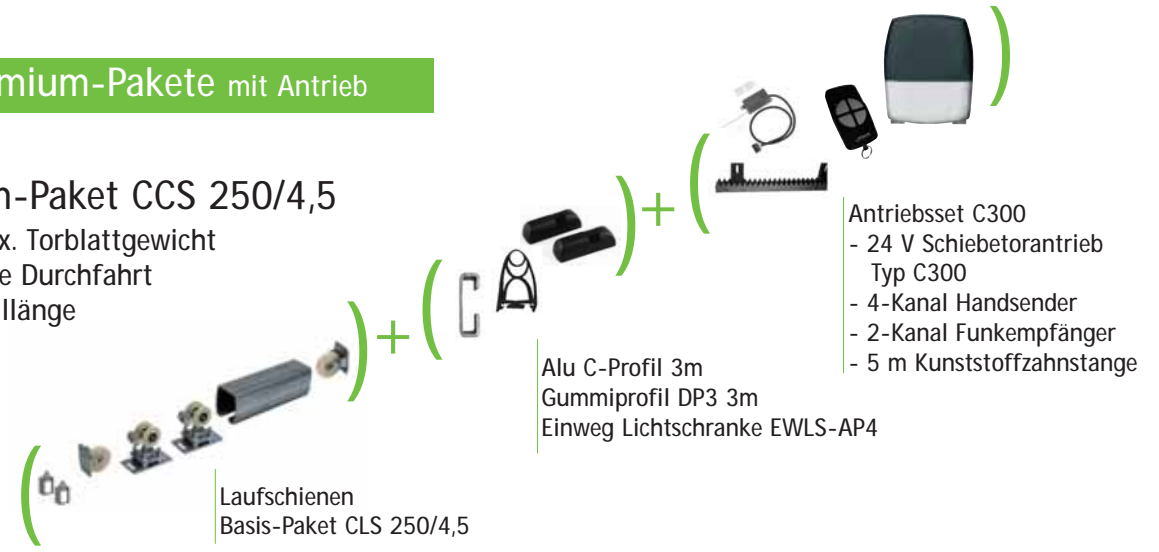 mium-Pakete mit Antrieb
n-Paket CCS 250/4,5
x. Torblattgewicht
e Durchfahrt
llänge
Antriebsset C300
- 24 V Schiebetorantrieb
Typ C300
- 4-Kanal Handsender
- 2-Kanal Funkempfänger
- 5 m Kunststoffzahnstange
Alu C-Profil 3m
Gummiprofil DP3 3m
Einweg Lichtschranke EWLS-AP4
Laufschienen
Basis-Paket CLS 250/4,5